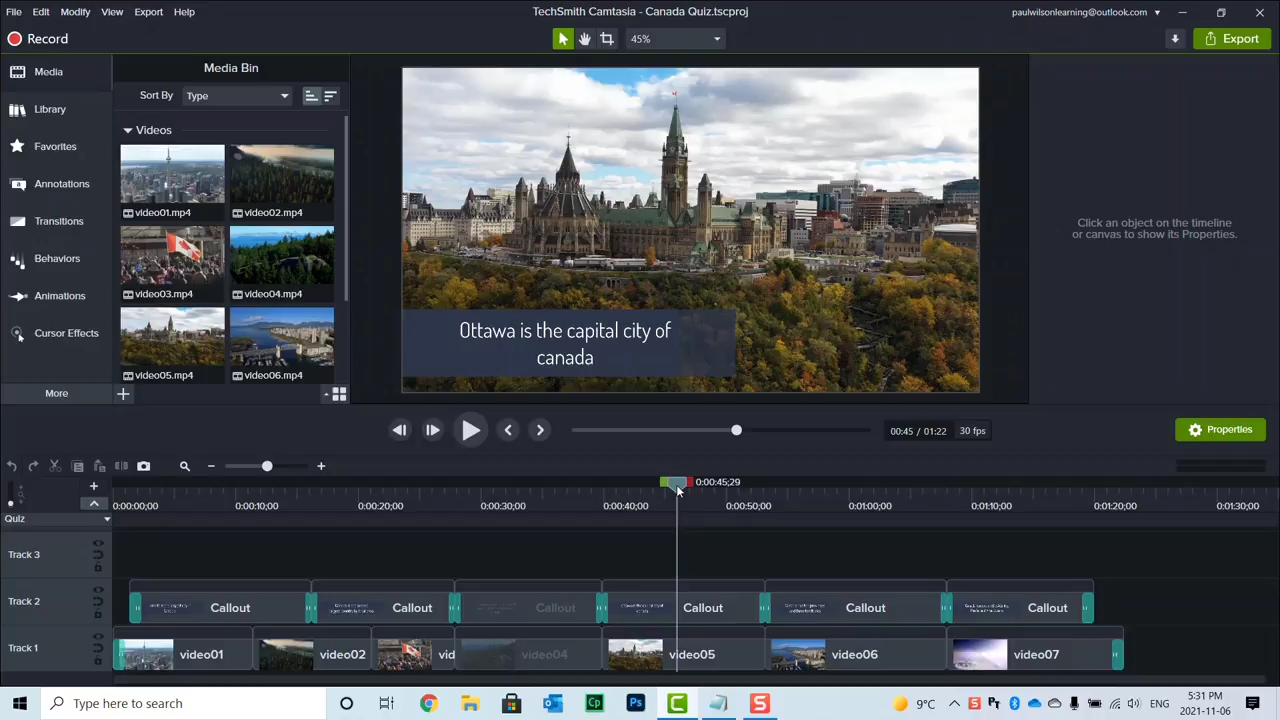 File Edit Modify View Export Help
TechSmith Camtasia - Canada Quiz.tscproj
paulwilsonlearning@outlook.com
Record
45%
Export
Media
Library
Favorites
Annotations
Transitions
Behaviors
Animations
Cursor Effects
More
Media Bin
Sort By Type
Videos
video01.mp4
video02.mp4
video03.mp4
video04.mp4
video05.mp4
video06.mp4
Ottawa is the capital city of
canada
Click an object on the timeline
or canvas to show its Properties.
00:45 / 01:22 30 fps
Properties
0:00:45;29
0:00:00;00 0:00:10;00 0:00:20;00 0:00:30;00 0:00:40;00 0:00:50;00 0:01:00;00 0:01:10;00 0:01:20;00 0:01:30;00
Quiz
Track 3
Track 2
Callout Callout Callout Callout Callout Callout
Track 1
video01 video02 vid video04 video05 video06 video07
Type here to search
9°C
ENG
5:31 PM
2021-11-06